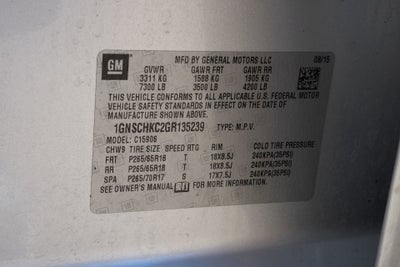 GM
MFD BY GENERAL MOTORS LLC 08/15
GVWR GAWR FRT GAWR RR
3311 KG 1588 KG 1905 KG
7300 LB 3500 LB 4200 LB
THIS VEHICLE CONFORMS TO ALL APPLICABLE U.S. FEDERAL MOTOR
VEHICLE SAFETY STANDARDS IN EFFECT ON THE DATE OF
MANUFACTURE SHOWN ABOVE.
1GNSCHKC2GR135239 TYPE: M.P.V.
MODEL: C15906
CHW9 TIRE SIZE SPEED RTG RIM COLD TIRE PRESSURE
FRT P265/65R18 T 18X8.5J 240KPA(35PSI)
RR P265/65R18 T 18X8.5J 240KPA(35PSI)
SPA P265/70R17 S 17X7.5J 240KPA(35PSI)
SEE OWNER'S MANUAL FOR MORE INFORMATION.